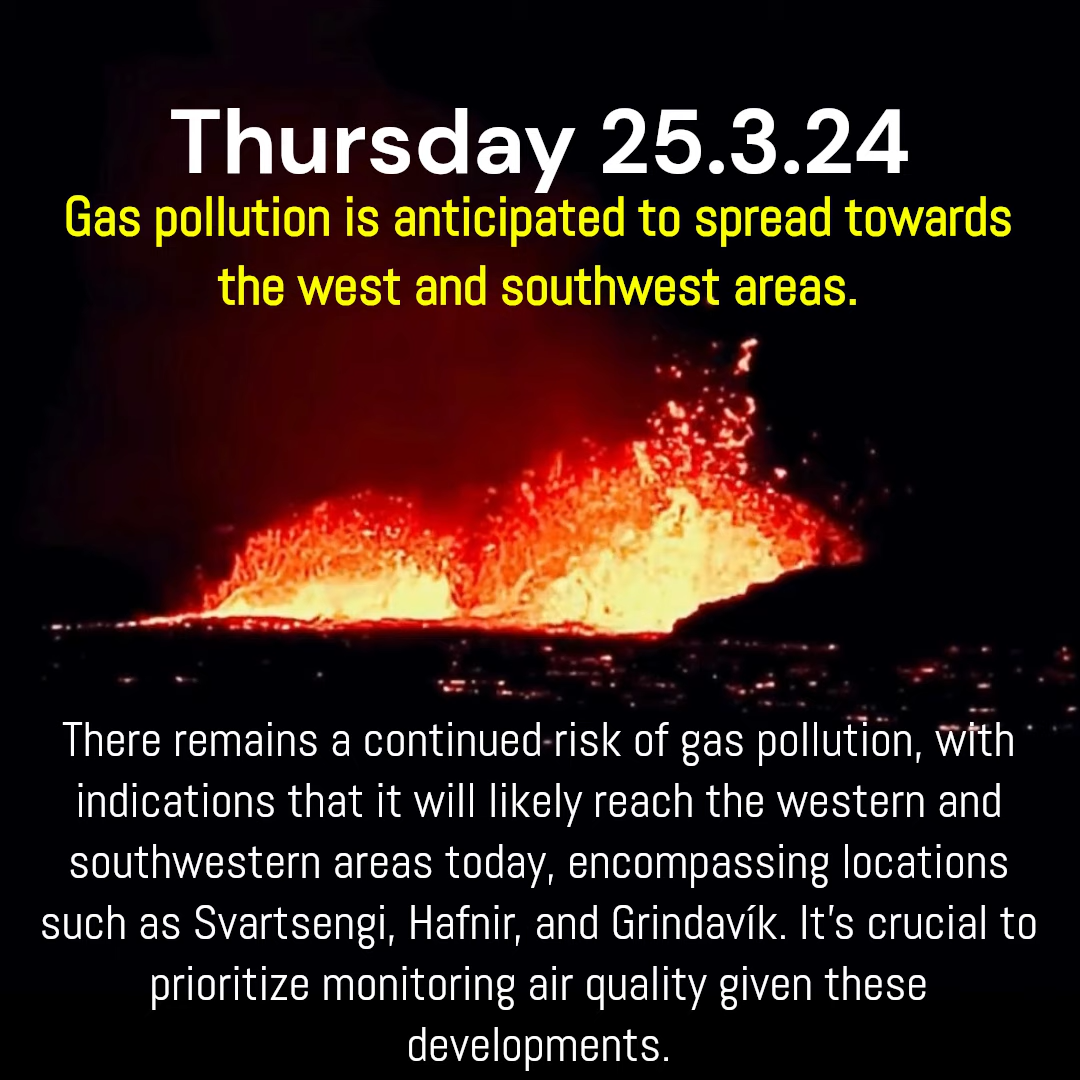 Thursday 25.3.24
Gas pollution is anticipated to spread towards
the west and southwest areas.
There remains a continued risk of gas pollution, with
indications that it will likely reach the western and
southwestern areas today, encompassing locations
such as Svartsengi, Hafnir, and Grindavík. It's crucial to
prioritize monitoring air quality given these
developments.